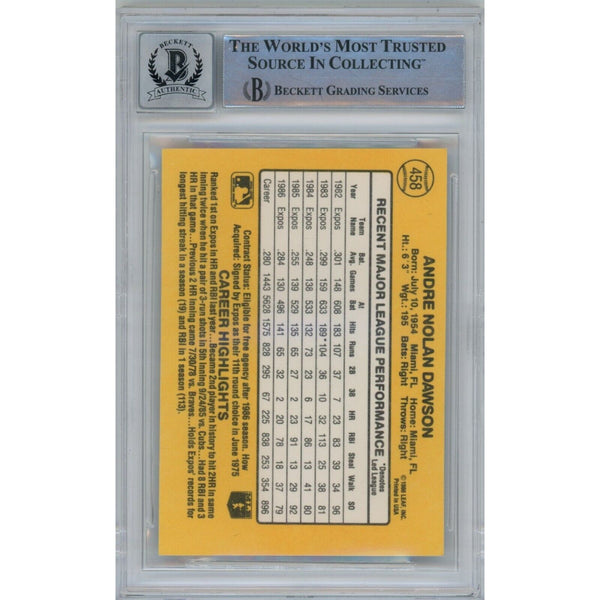 BECKETT
B
AUTHENTIC
THE WORLD'S MOST TRUSTED
SOURCE IN COLLECTING™
B BECKETT GRADING SERVICES
458
ANDRE NOLAN DAWSON
Born: July 10, 1954 Miami, FL Home: Miami, FL
Ht.: 6'3" Wgt.: 195 Bats: Right Throws: Right
©1986 LEAF, INC.
Printed in USA
RECENT MAJOR LEAGUE PERFORMANCE *Denotes Led League
Team Bat. At
Year Name Avg. Games Bat Hits Runs 2B 3B HR RBI Steal Walk SO
1982 Expos .301 148 608 183 107 37 7 23 83 39 34 96
1983 Expos .299 159 633 189* 104 36 10 32 113 25 38 81
1984 Expos .248 138 533 132 73 23 6 17 86 13 41 80
1985 Expos .255 139 529 135 65 27 2 23 91 13 29 92
1986 Expos .284 130 496 141 65 32 2 20 78 18 37 79
Career .280 1443 5628 1575 828 295 67 225 838 253 354 896
Contract Status: Eligible for free agency after 1986 season. How
Acquired: Signed by Expos as their 11th round choice in June 1975
CAREER HIGHLIGHTS
Ranked 1st on Expos in HR and RBI last year...Became 2nd player in history to hit 2HR in same
inning twice when he hit a pair of 3-run shots in 5th inning 9/24/85 vs. Cubs...Had 8 RBI and 3
HR in that game...Previous 2 HR inning came 7/30/78 vs. Braves...Holds Expos' records for
longest hitting streak in a season (19) and RBI in 1 season (113).